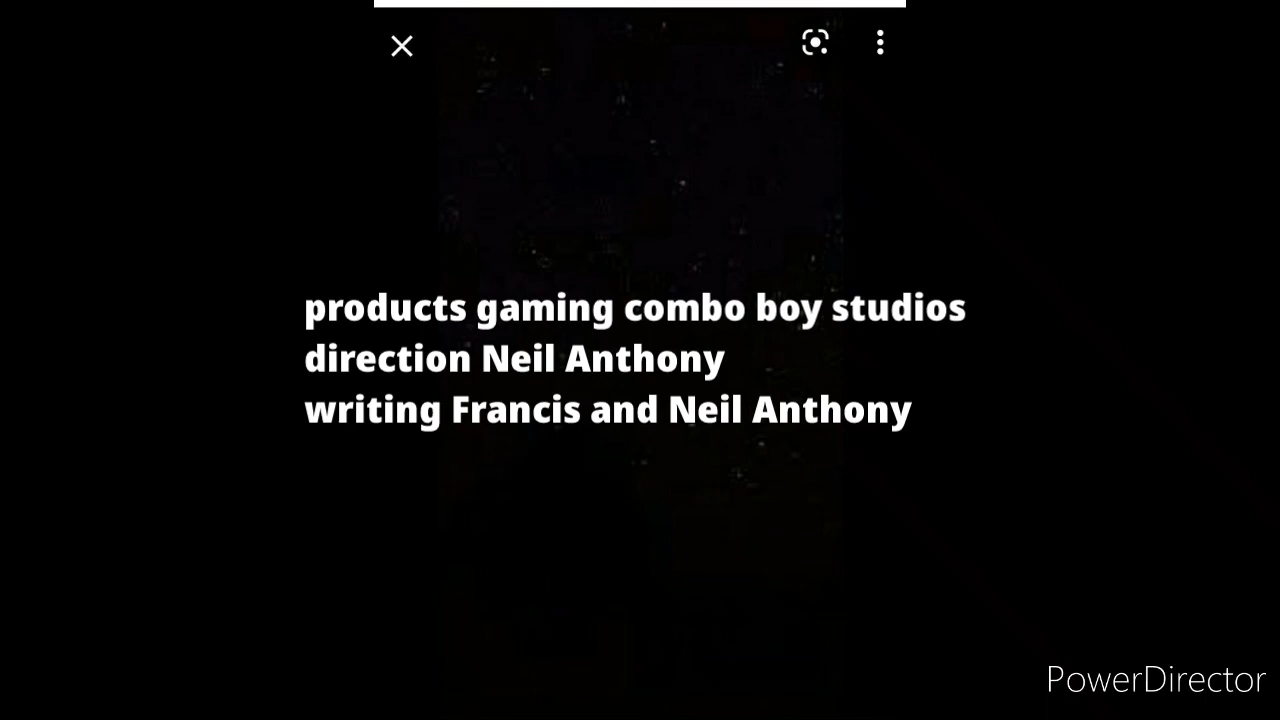 products gaming combo boy studios
direction Neil Anthony
writing Francis and Neil Anthony
PowerDirector